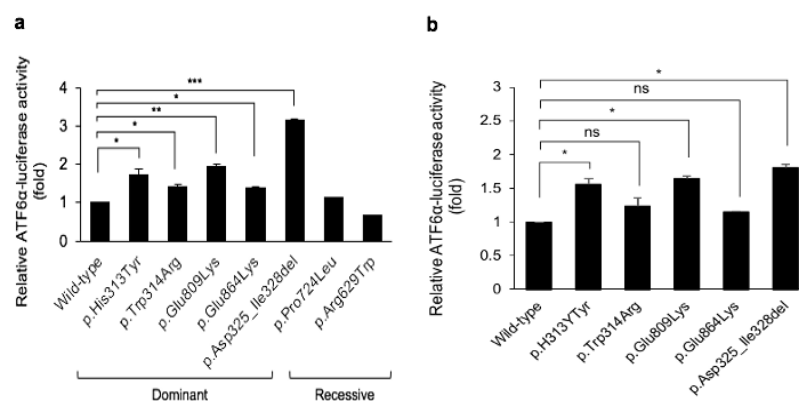 a
Relative ATF6α-luciferase activity
(fold)
4
3
2
1
0
***
*
**
*
*
Wild-type
p.His313Tyr
p.Trp314Arg
p.Glu809Lys
p.Glu864Lys
p.Asp325_Ile328del
p.Pro724Leu
p.Arg629Trp
Dominant
Recessive
b
Relative ATF6α-luciferase activity
(fold)
3
2.5
2
1.5
1
0.5
0
*
ns
*
ns
*
Wild-type
p.H313YTyr
p.Trp314Arg
p.Glu809Lys
p.Glu864Lys
p.Asp325_Ile328del